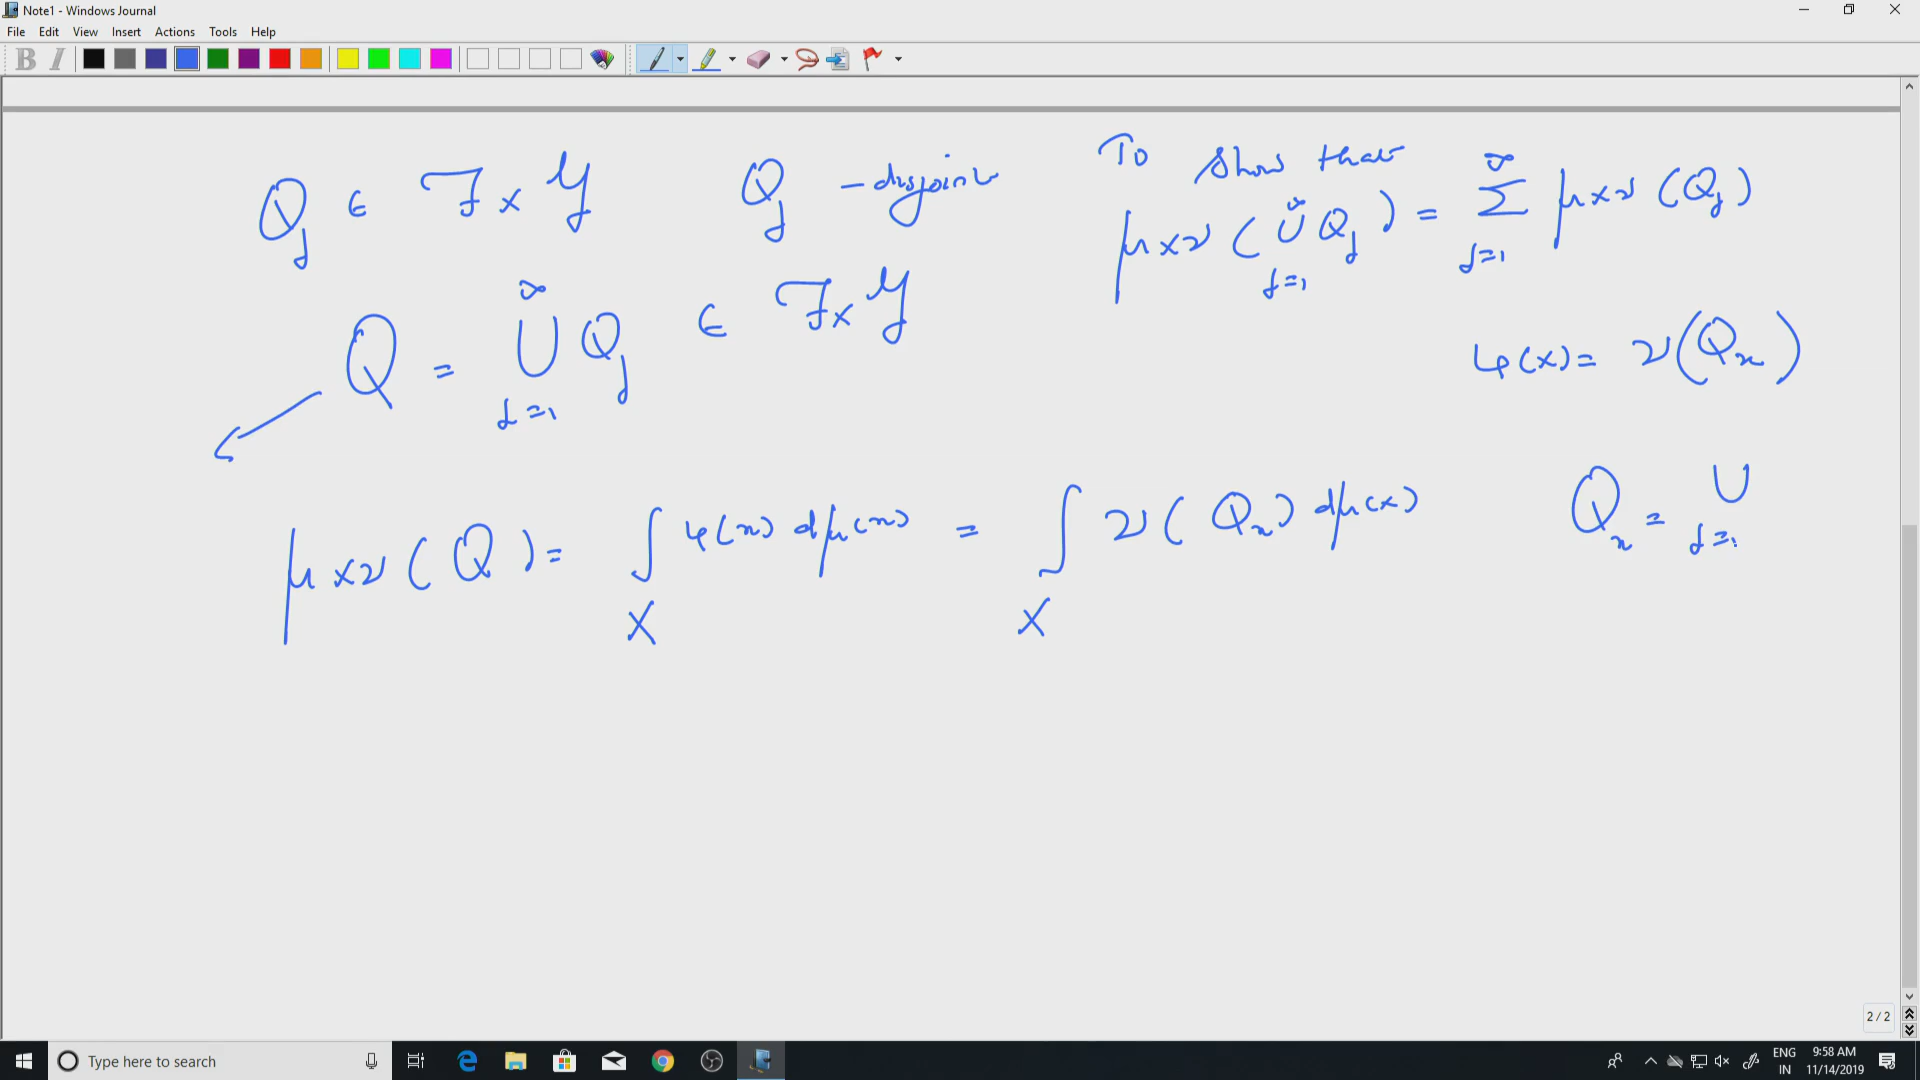 Note1 - Windows Journal
File Edit View Insert Actions Tools Help
B I
To show that
Q_j ∈ ℱ × 𝒢 Q_j - disjoint μ×ν ( ∪_{j=1}^∞ Q_j ) = Σ_{j=1}^∞ μ×ν (Q_j)
Q = ∪_{j=1}^∞ Q_j ∈ ℱ × 𝒢
φ(x) = ν(Q_x)
μ×ν ( Q ) = ∫_X φ(x) dμ(x) = ∫_X ν( Q_x ) dμ(x) Q_x = ∪_{j=1}
2 / 2
Type here to search
ENG
IN
9:58 AM
11/14/2019